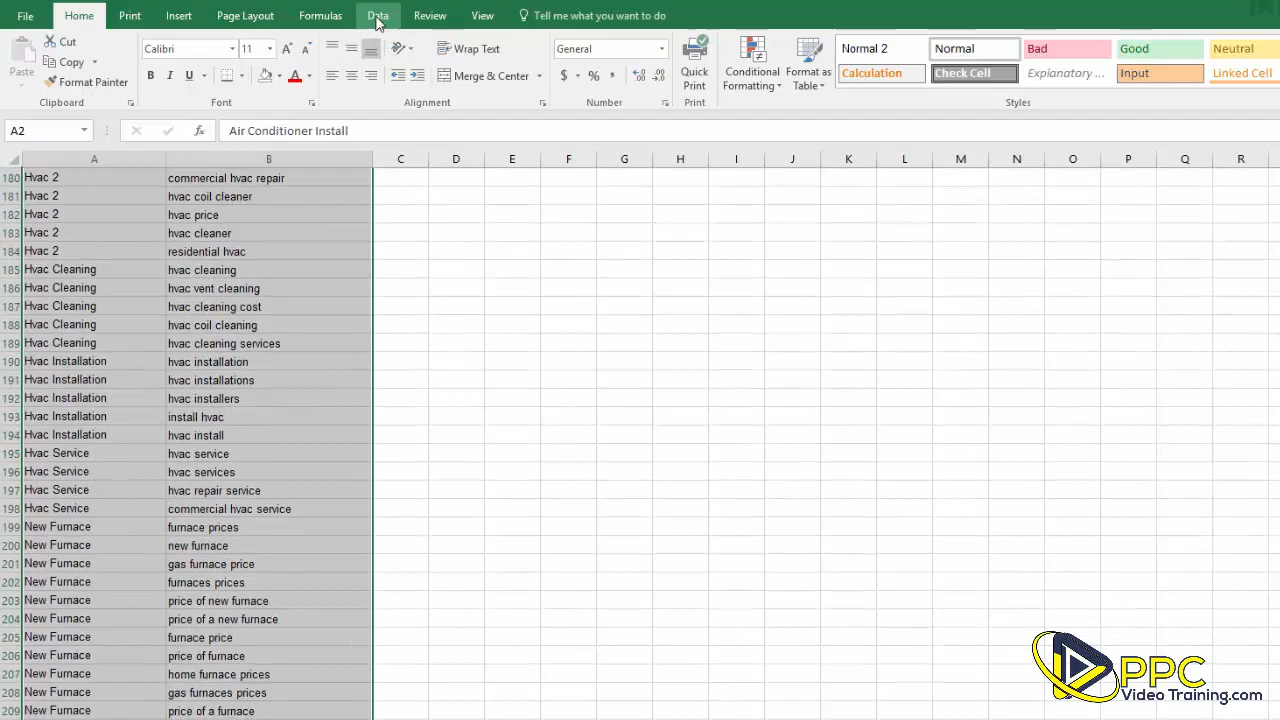 File Home Print Insert Page Layout Formulas Data Review View Tell me what you want to do
Paste Cut Copy Format Painter Clipboard
Calibri 11 A A B I U A Font
Wrap Text Merge & Center Alignment
General $ % , Number
Quick Print Print
Conditional Formatting Format as Table
Normal 2 Normal Bad Good Neutral
Calculation Check Cell Explanatory ... Input Linked Cell
Styles
A2 fx Air Conditioner Install
A B C D E F G H I J K L M N O P Q R
180 Hvac 2 commercial hvac repair
181 Hvac 2 hvac coil cleaner
182 Hvac 2 hvac price
183 Hvac 2 hvac cleaner
184 Hvac 2 residential hvac
185 Hvac Cleaning hvac cleaning
186 Hvac Cleaning hvac vent cleaning
187 Hvac Cleaning hvac cleaning cost
188 Hvac Cleaning hvac coil cleaning
189 Hvac Cleaning hvac cleaning services
190 Hvac Installation hvac installation
191 Hvac Installation hvac installations
192 Hvac Installation hvac installers
193 Hvac Installation install hvac
194 Hvac Installation hvac install
195 Hvac Service hvac service
196 Hvac Service hvac services
197 Hvac Service hvac repair service
198 Hvac Service commercial hvac service
199 New Furnace furnace prices
200 New Furnace new furnace
201 New Furnace gas furnace price
202 New Furnace furnaces prices
203 New Furnace price of new furnace
204 New Furnace price of a new furnace
205 New Furnace furnace price
206 New Furnace price of furnace
207 New Furnace home furnace prices
208 New Furnace gas furnaces prices
209 New Furnace price of a furnace
PPC
Video Training.com